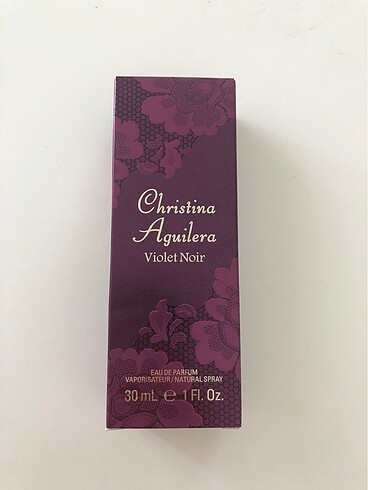 Christina
Aguilera
Violet Noir
EAU DE PARFUM
VAPORISATEUR/NATURAL SPRAY
30 mL ℮ 1 Fl. Oz.